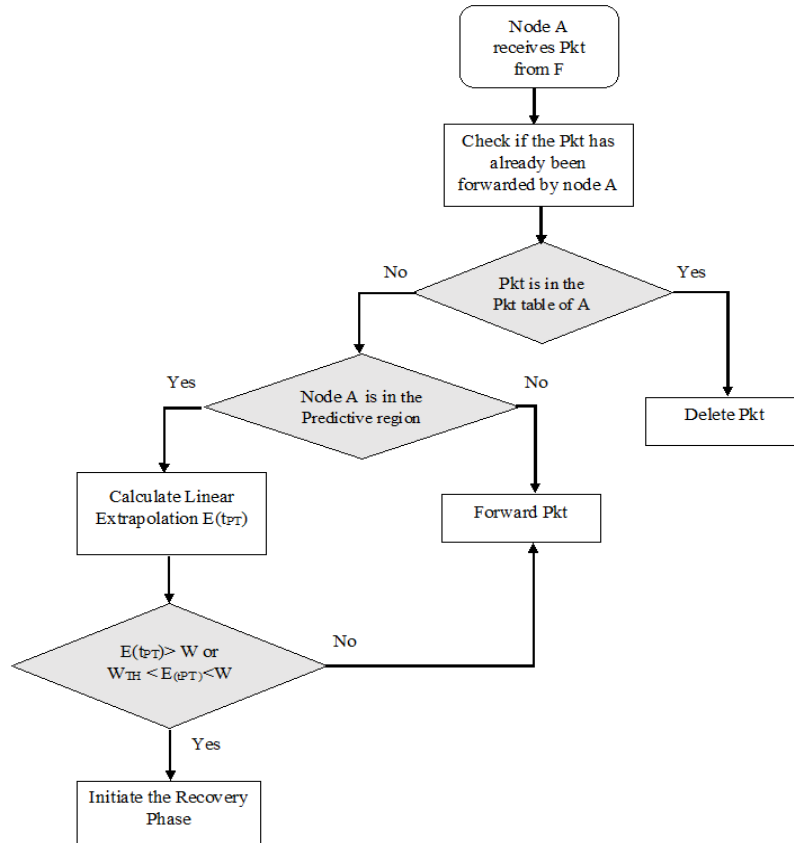 Node A
receives Pkt
from F
Check if the Pkt has
already been
forwarded by node A
No
Yes
Pkt is in the
Pkt table of A
Yes
No
Node A is in the
Predictive region
Delete Pkt
Calculate Linear
Extrapolation E(tPT)
Forward Pkt
E(tPT)> W or
WTH < E(tPT)<W
No
Yes
Initiate the Recovery
Phase